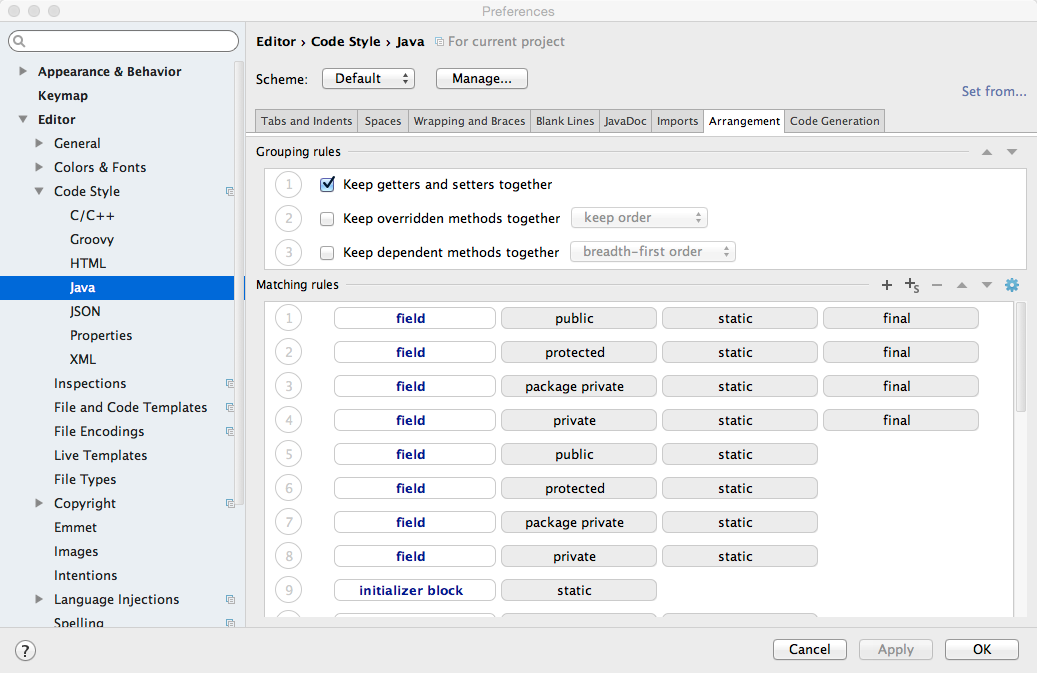 Preferences
Editor › Code Style › Java For current project
Scheme: Default Manage...
Set from...
Tabs and Indents Spaces Wrapping and Braces Blank Lines JavaDoc Imports Arrangement Code Generation
Appearance & Behavior
Keymap
Editor
General
Colors & Fonts
Code Style
C/C++
Groovy
HTML
Java
JSON
Properties
XML
Inspections
File and Code Templates
File Encodings
Live Templates
File Types
Copyright
Emmet
Images
Intentions
Language Injections
Spelling
Grouping rules
1 Keep getters and setters together
2 Keep overridden methods together keep order
3 Keep dependent methods together breadth-first order
Matching rules
1 field public static final
2 field protected static final
3 field package private static final
4 field private static final
5 field public static
6 field protected static
7 field package private static
8 field private static
9 initializer block static
? Cancel Apply OK